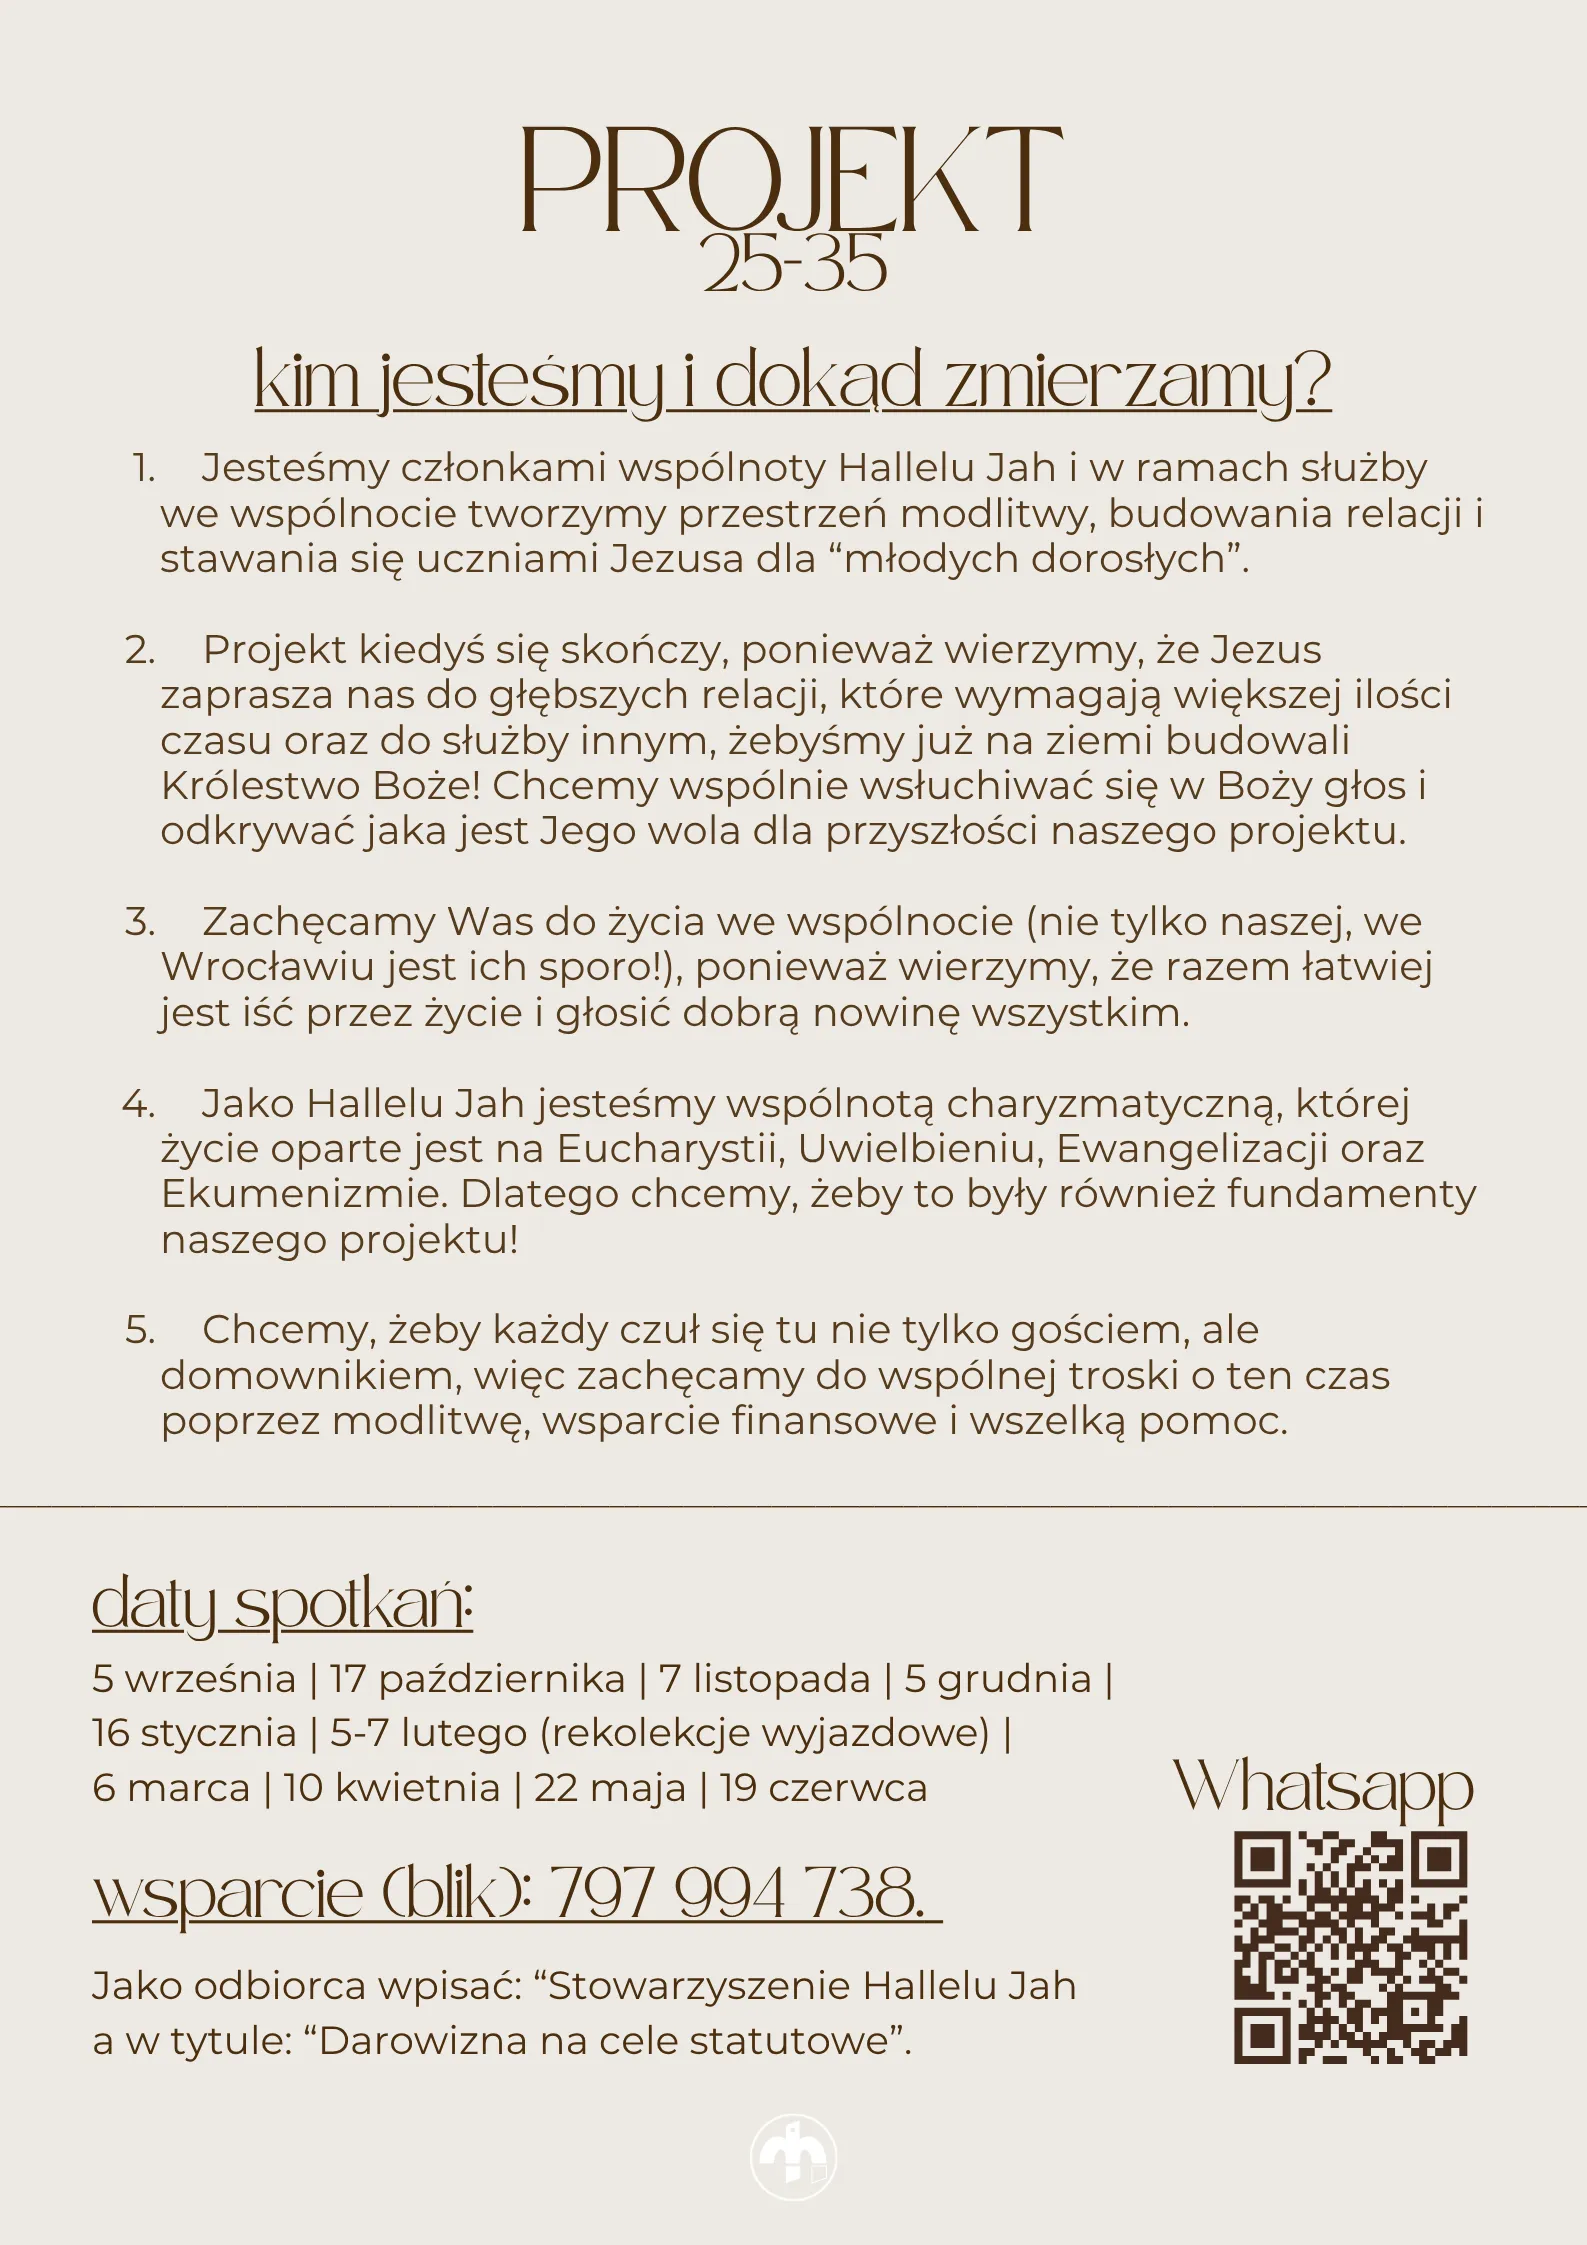 PROJEKT
25-35
kim jesteśmy i dokąd zmierzamy?
1. Jesteśmy członkami wspólnoty Hallelu Jah i w ramach służby
we wspólnocie tworzymy przestrzeń modlitwy, budowania relacji i
stawania się uczniami Jezusa dla “młodych dorosłych”.
2. Projekt kiedyś się skończy, ponieważ wierzymy, że Jezus
zaprasza nas do głębszych relacji, które wymagają większej ilości
czasu oraz do służby innym, żebyśmy już na ziemi budowali
Królestwo Boże! Chcemy wspólnie wsłuchiwać się w Boży głos i
odkrywać jaka jest Jego wola dla przyszłości naszego projektu.
3. Zachęcamy Was do życia we wspólnocie (nie tylko naszej, we
Wrocławiu jest ich sporo!), ponieważ wierzymy, że razem łatwiej
jest iść przez życie i głosić dobrą nowinę wszystkim.
4. Jako Hallelu Jah jesteśmy wspólnotą charyzmatyczną, której
życie oparte jest na Eucharystii, Uwielbieniu, Ewangelizacji oraz
Ekumenizmie. Dlatego chcemy, żeby to były również fundamenty
naszego projektu!
5. Chcemy, żeby każdy czuł się tu nie tylko gościem, ale
domownikiem, więc zachęcamy do wspólnej troski o ten czas
poprzez modlitwę, wsparcie finansowe i wszelką pomoc.
daty spotkań:
5 września | 17 października | 7 listopada | 5 grudnia |
16 stycznia | 5-7 lutego (rekolekcje wyjazdowe) |
6 marca | 10 kwietnia | 22 maja | 19 czerwca
Whatsapp
wsparcie (blik): 797 994 738.
Jako odbiorca wpisać: “Stowarzyszenie Hallelu Jah
a w tytule: “Darowizna na cele statutowe”.